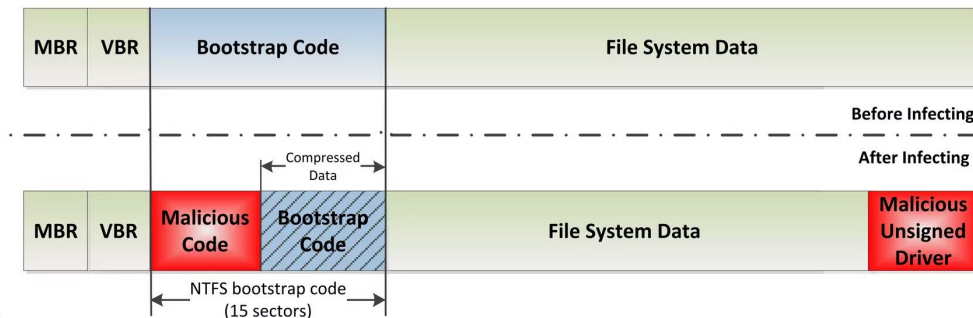 MBR VBR Bootstrap Code File System Data
Before Infecting
After Infecting
Compressed
Data
MBR VBR Malicious
Code
Bootstrap
Code
File System Data
Malicious
Unsigned
Driver
NTFS bootstrap code
(15 sectors)